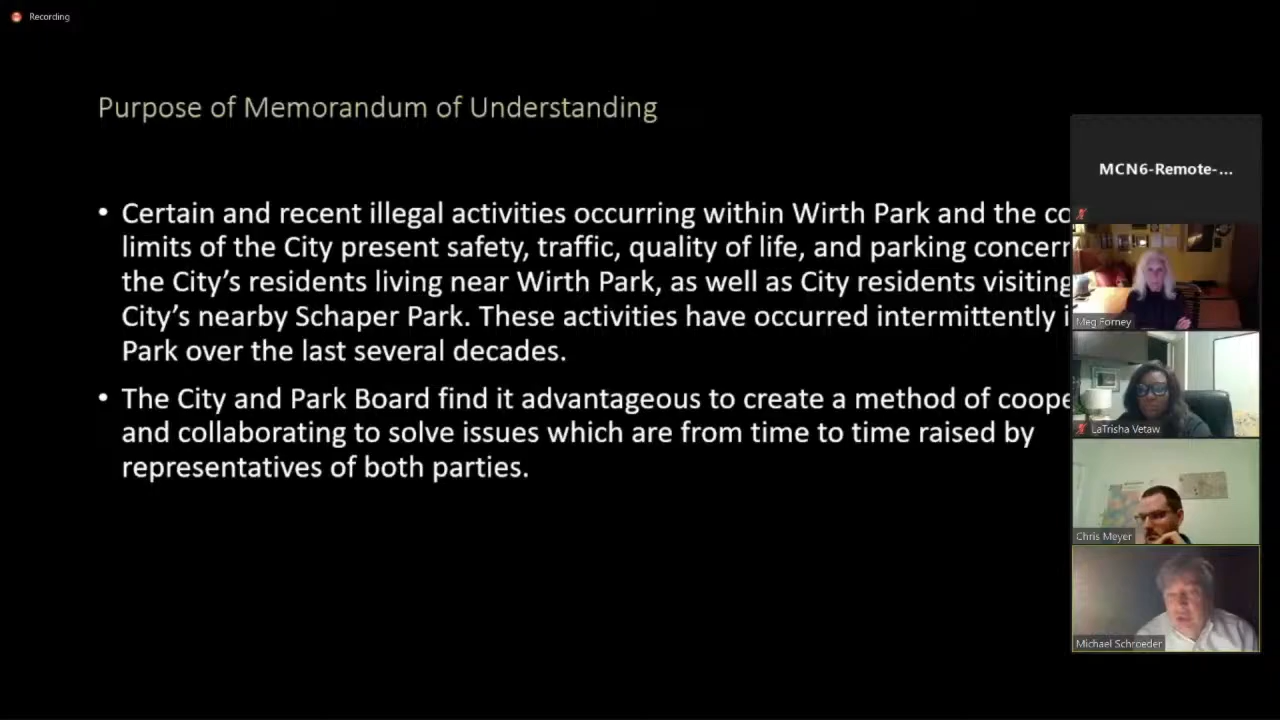 Recording
Purpose of Memorandum of Understanding
• Certain and recent illegal activities occurring within Wirth Park and the co
limits of the City present safety, traffic, quality of life, and parking concern
the City's residents living near Wirth Park, as well as City residents visiting
City's nearby Schaper Park. These activities have occurred intermittently i
Park over the last several decades.
• The City and Park Board find it advantageous to create a method of coope
and collaborating to solve issues which are from time to time raised by
representatives of both parties.
MCN6-Remote-...
Meg Forney
LaTrisha Vetaw
Chris Meyer
Michael Schroeder